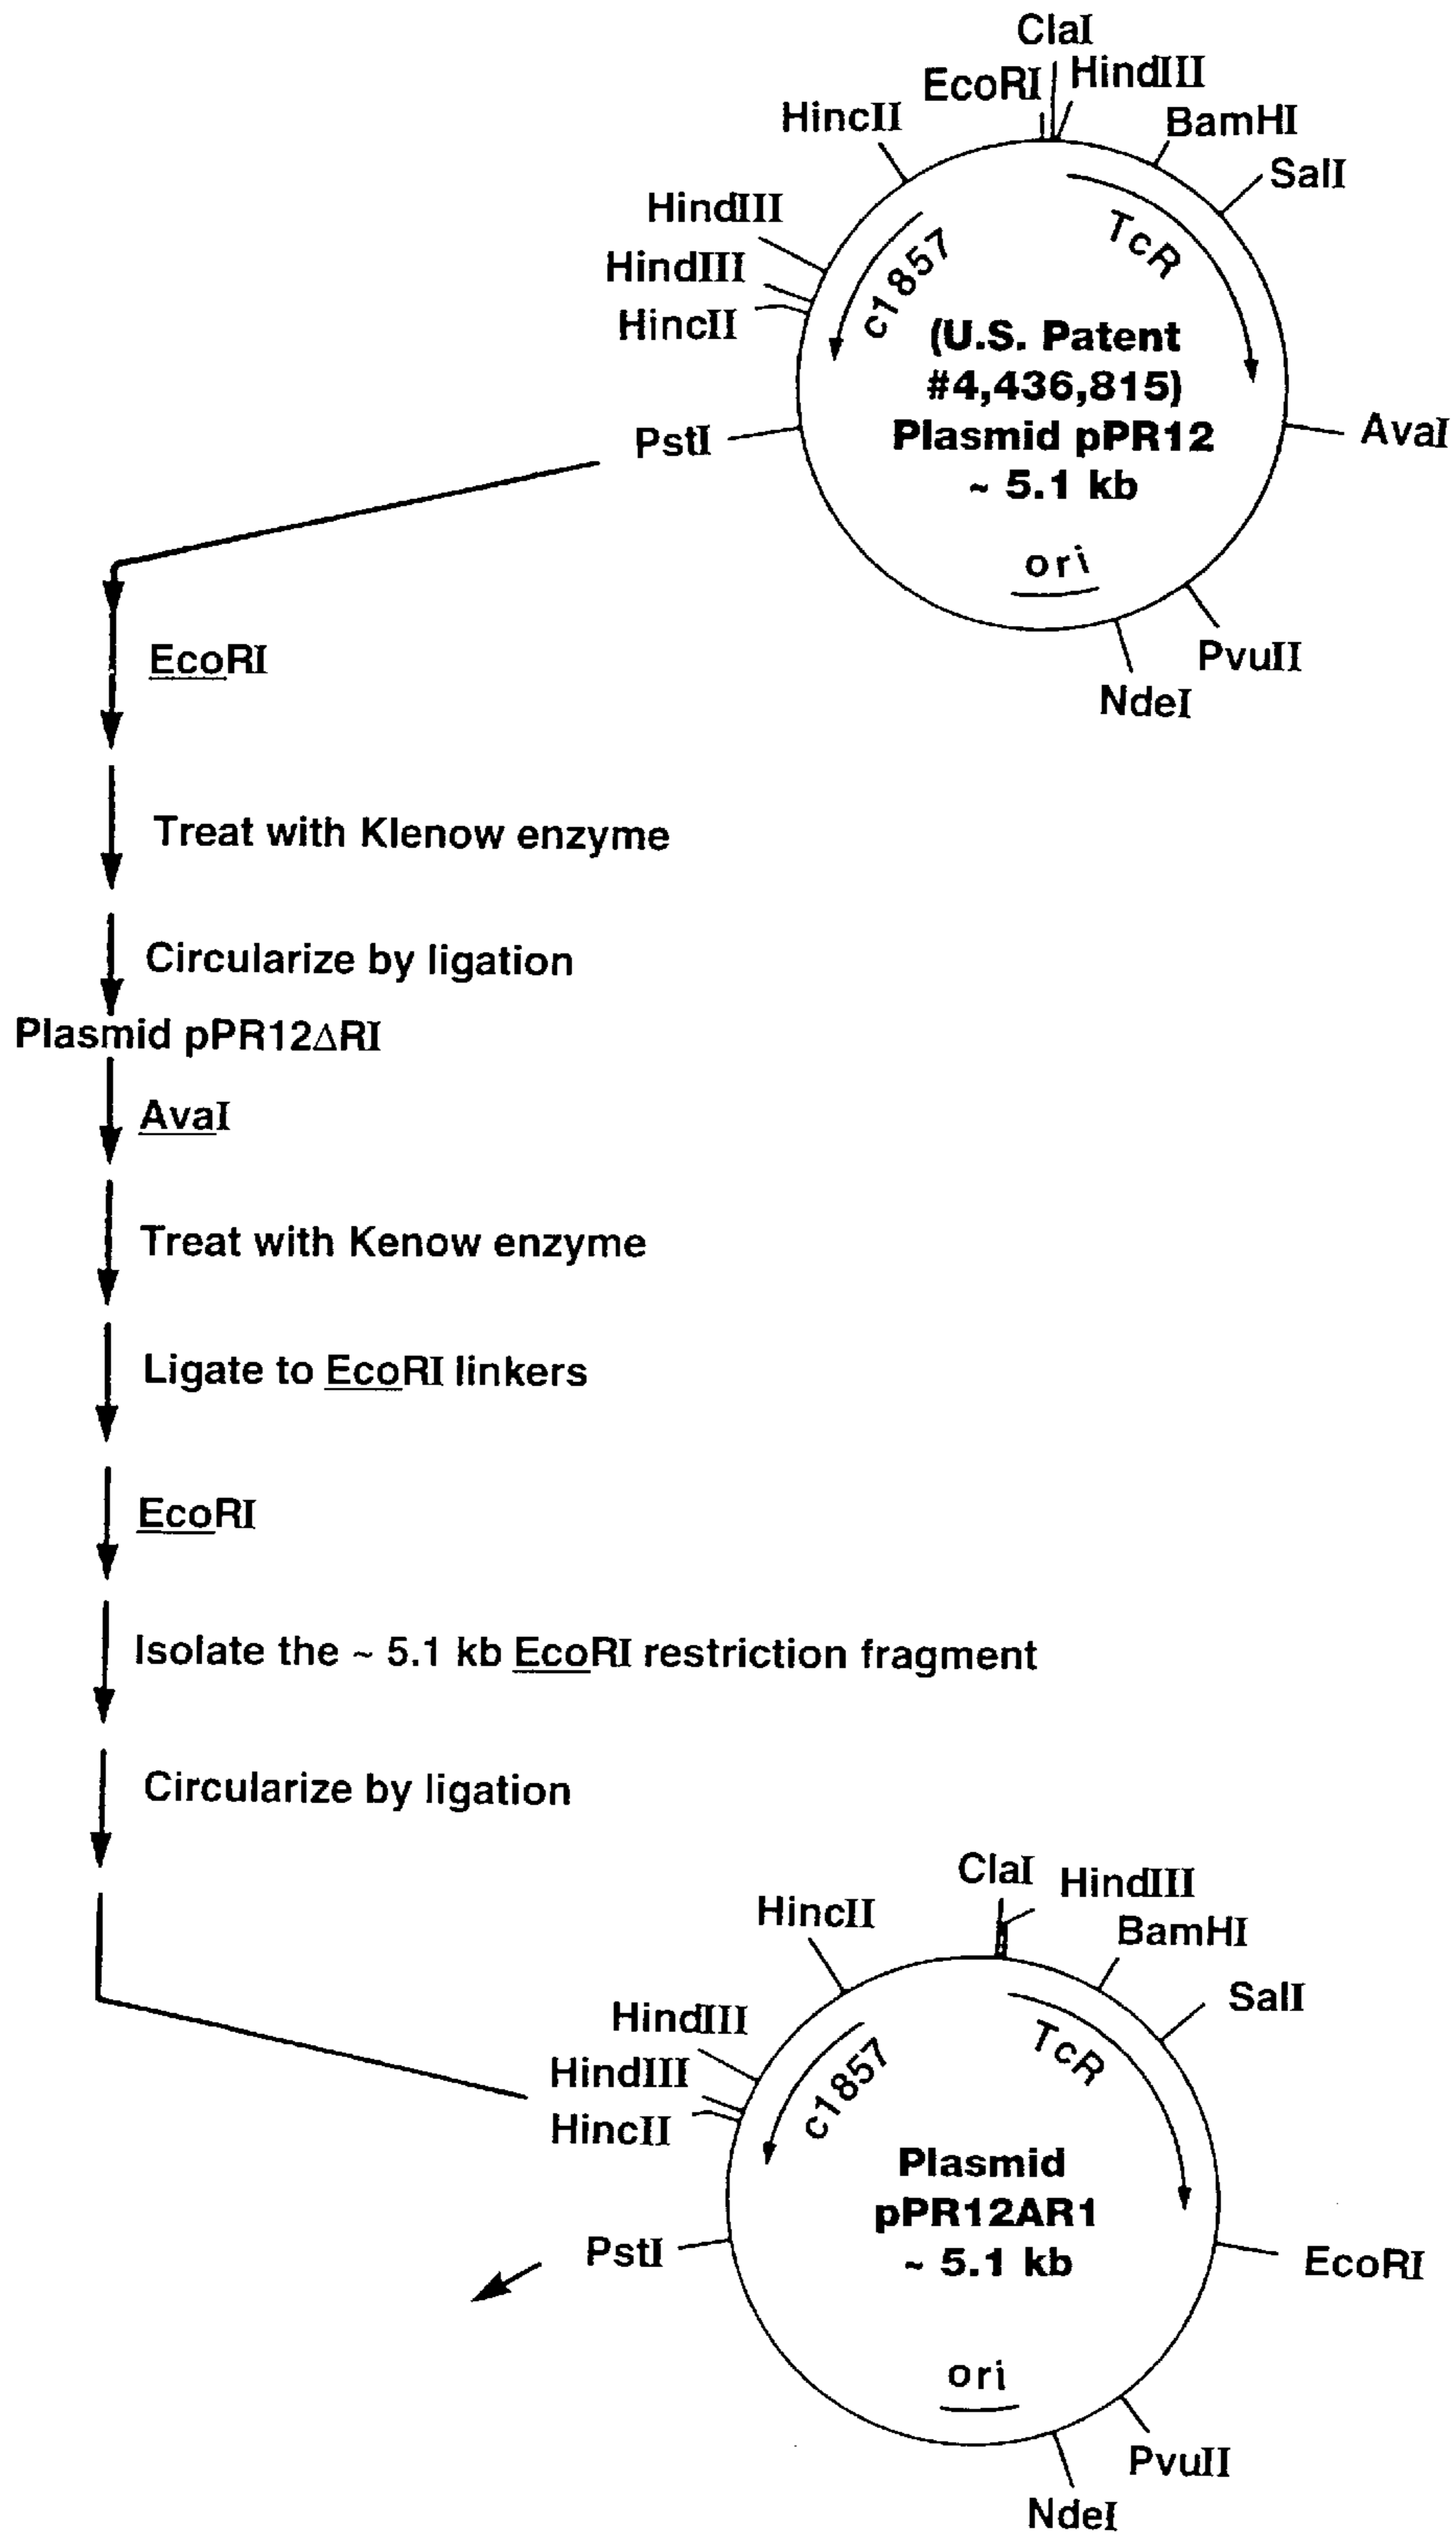 ClaI
EcoRI
HindIII
HincII
BamHI
SalI
HindIII
HindIII
HincII
c1857
TcR
(U.S. Patent
#4,436,815)
Plasmid pPR12
~ 5.1 kb
PstI
AvaI
ori
PvuII
NdeI
EcoRI
Treat with Klenow enzyme
Circularize by ligation
Plasmid pPR12ΔRI
AvaI
Treat with Kenow enzyme
Ligate to EcoRI linkers
EcoRI
Isolate the ~ 5.1 kb EcoRI restriction fragment
Circularize by ligation
ClaI
HindIII
HincII
BamHI
SalI
HindIII
HindIII
HincII
c1857
TcR
Plasmid
pPR12AR1
~ 5.1 kb
PstI
EcoRI
ori
PvuII
NdeI